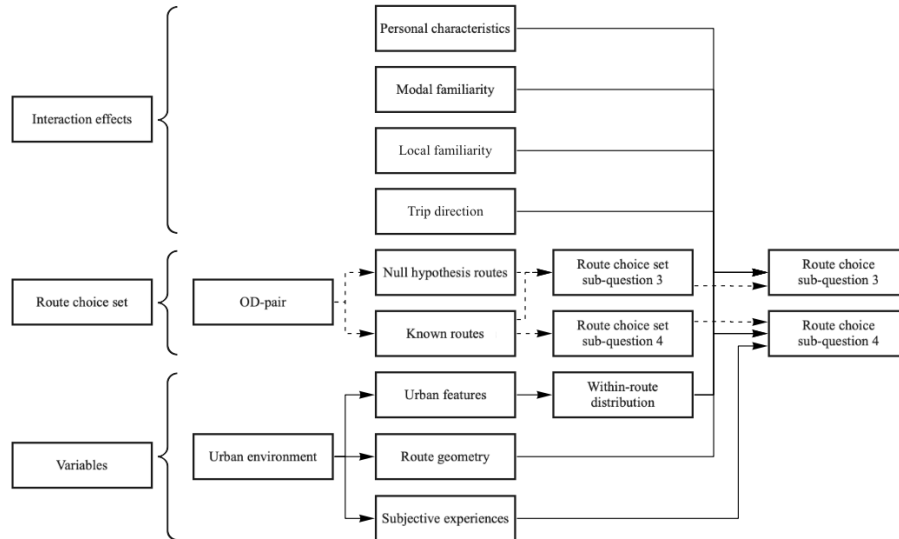 Personal characteristics
Modal familiarity
Interaction effects
Local familiarity
Trip direction
Null hypothesis routes
Route choice set
sub-question 3
Route choice
sub-question 3
Route choice set
OD-pair
Known routes
Route choice set
sub-question 4
Route choice
sub-question 4
Urban features
Within-route
distribution
Variables
Urban environment
Route geometry
Subjective experiences